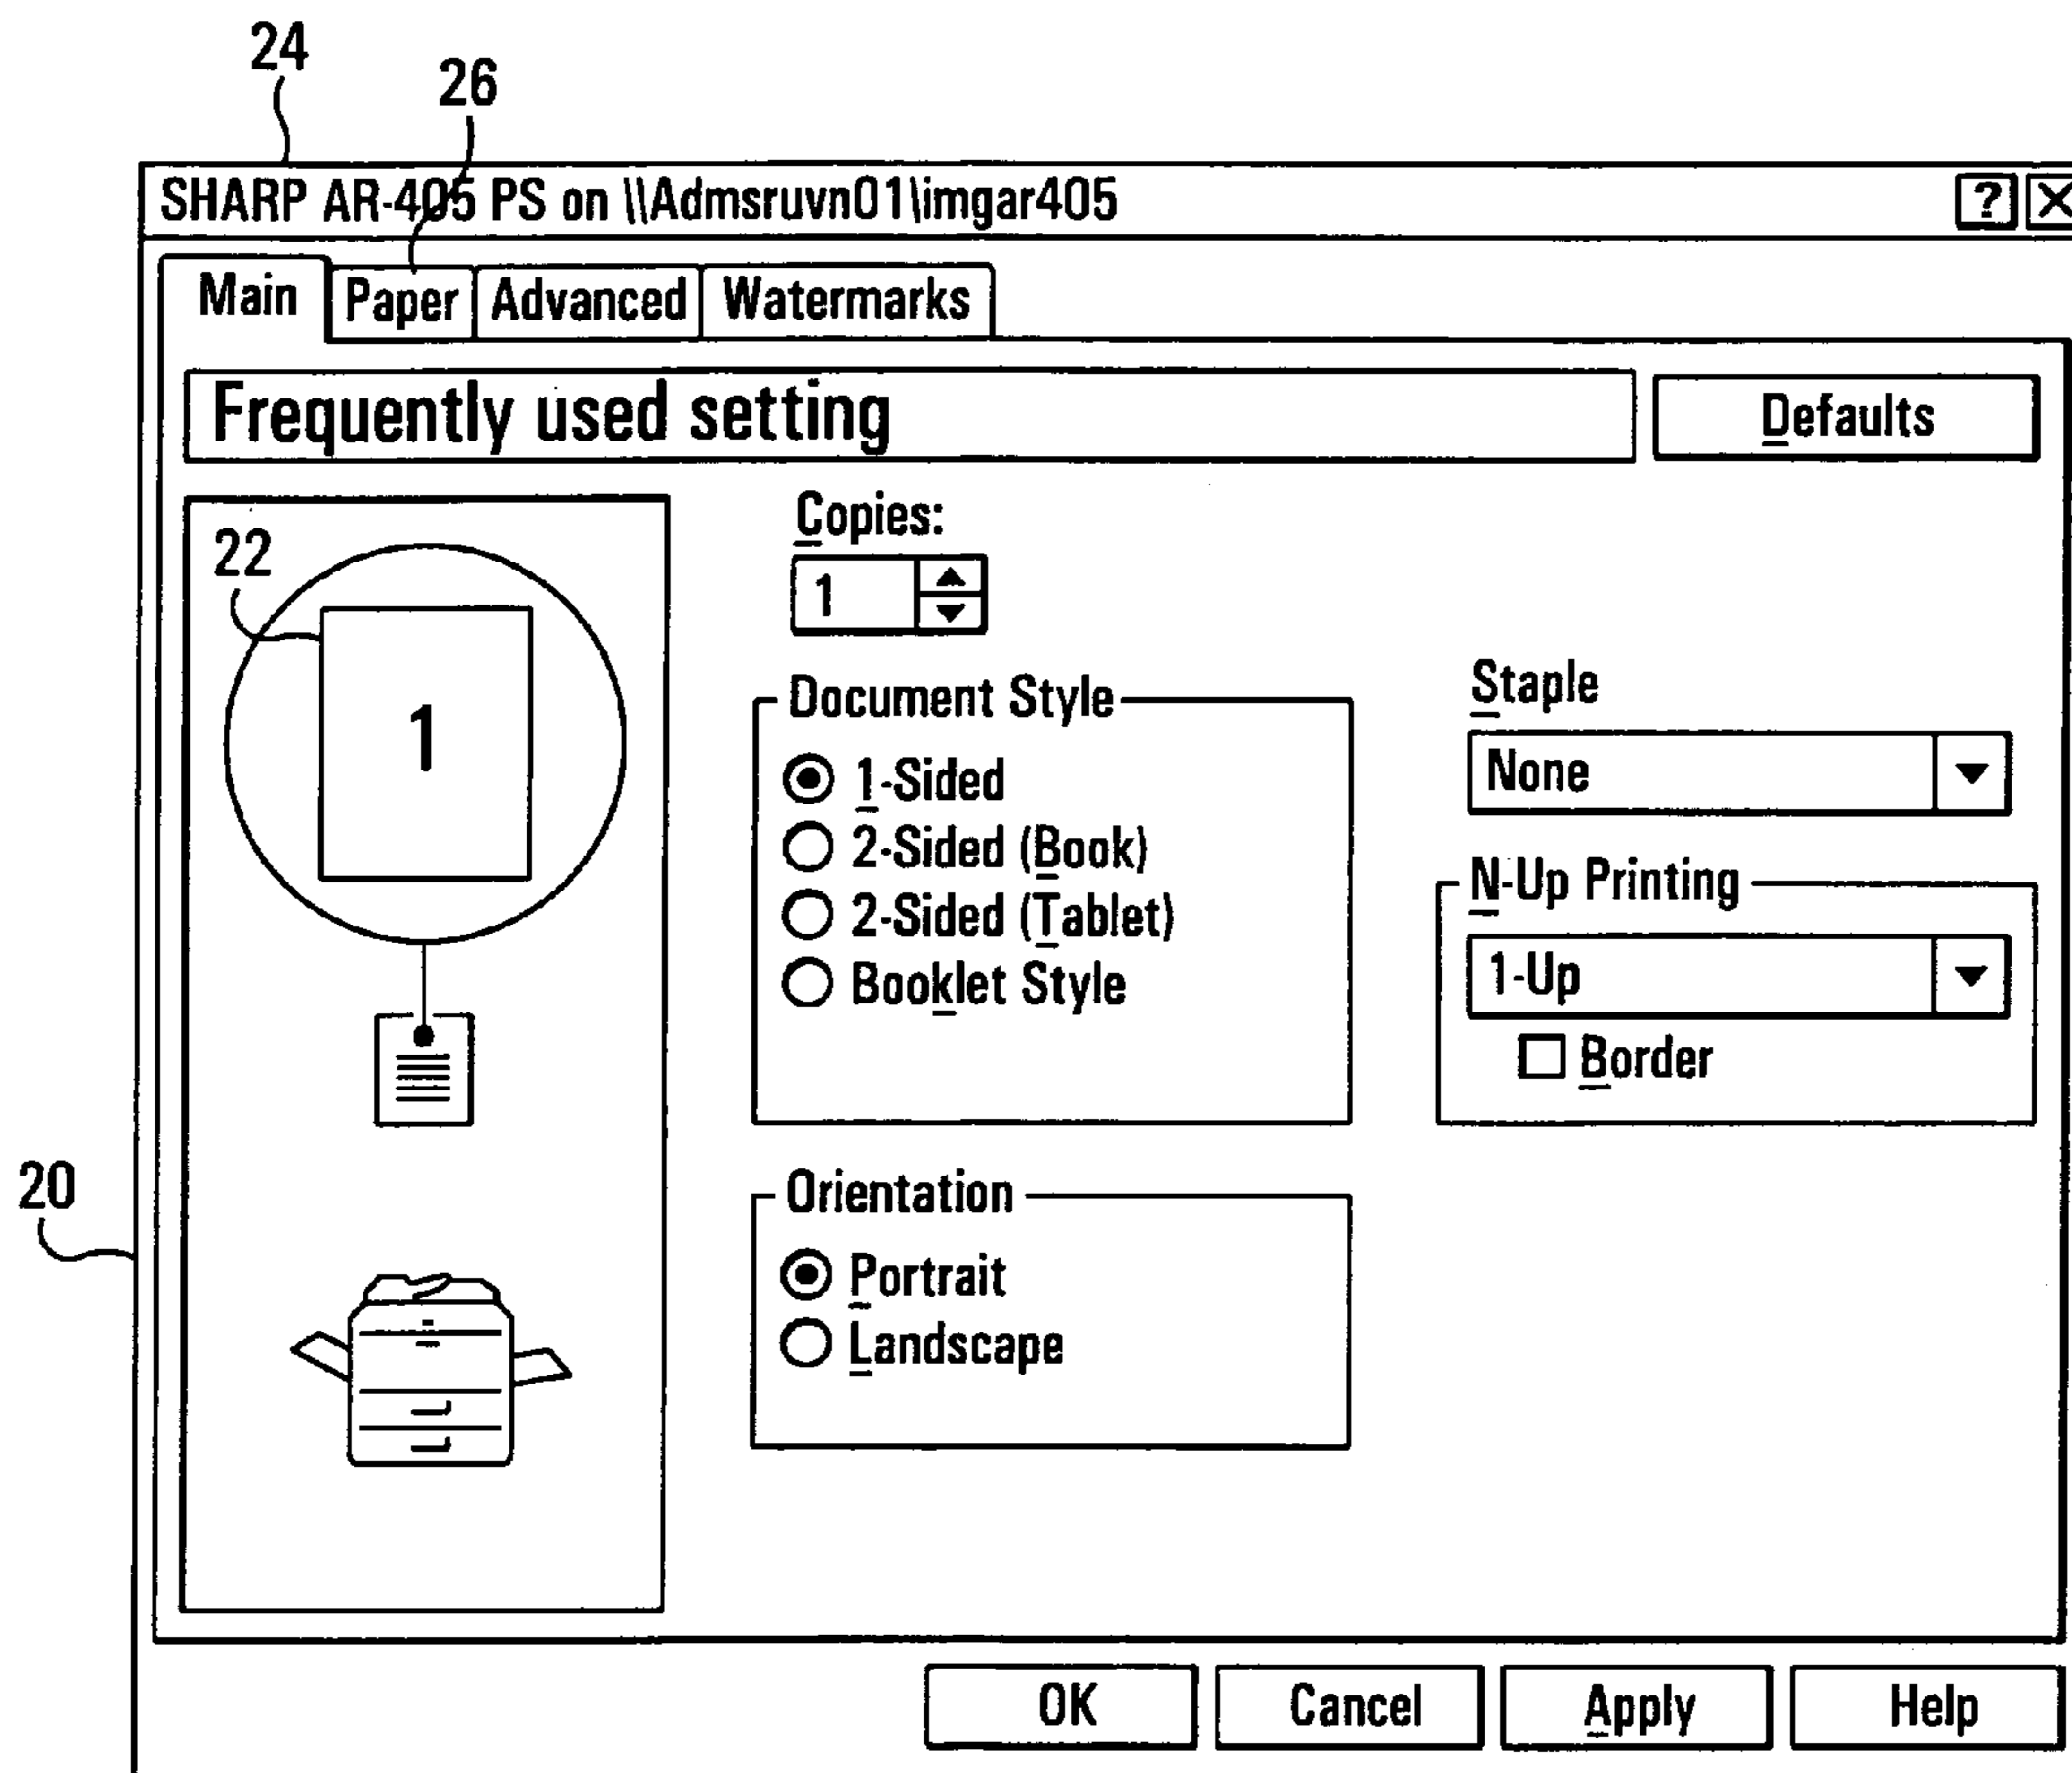 24
26
SHARP AR-405 PS on \\Admsruvn01\imgar405
? X
Main Paper Advanced Watermarks
Frequently used setting
Defaults
22
1
Copies:
1
Document Style
1-Sided
2-Sided (Book)
2-Sided (Tablet)
Booklet Style
Staple
None
N-Up Printing
1-Up
Border
20
Orientation
Portrait
Landscape
OK Cancel Apply Help